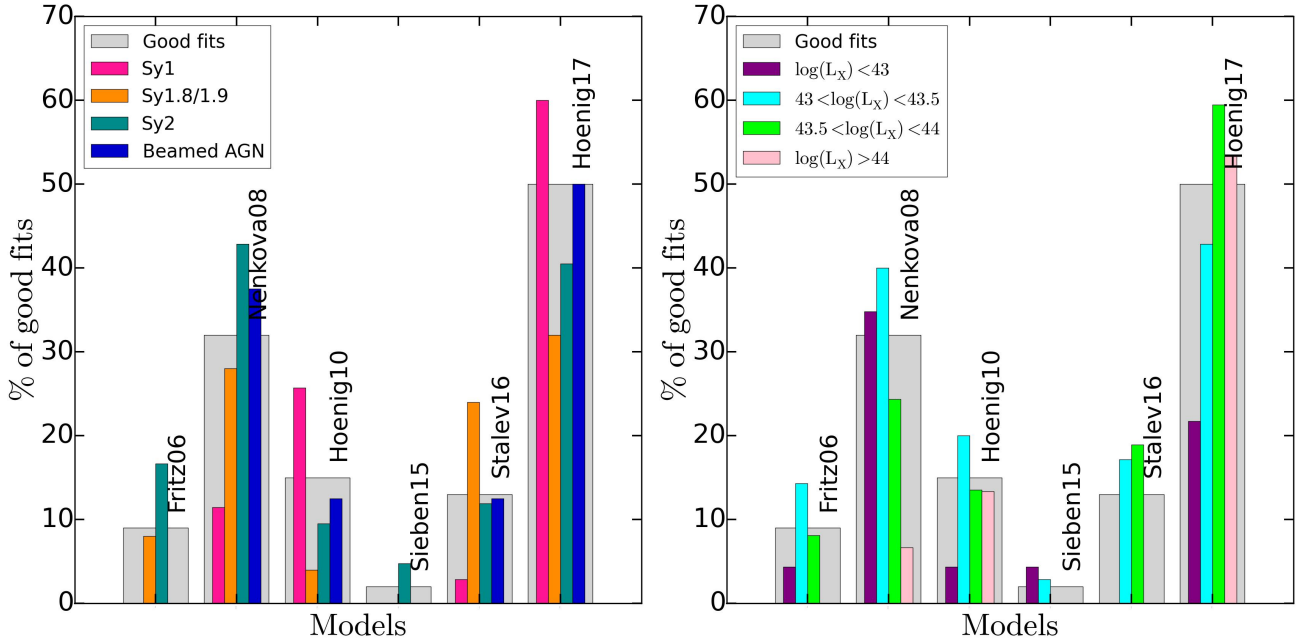 70
60
50
40
30
20
10
0
% of good fits
Good fits
Sy1
Sy1.8/1.9
Sy2
Beamed AGN
Fritz06
Nenkova08
Hoenig10
Sieben15
Stalev16
Hoenig17
Models
70
60
50
40
30
20
10
0
% of good fits
Good fits
log(L_X) <43
43 <log(L_X) <43.5
43.5 <log(L_X) <44
log(L_X) >44
Fritz06
Nenkova08
Hoenig10
Sieben15
Stalev16
Hoenig17
Models